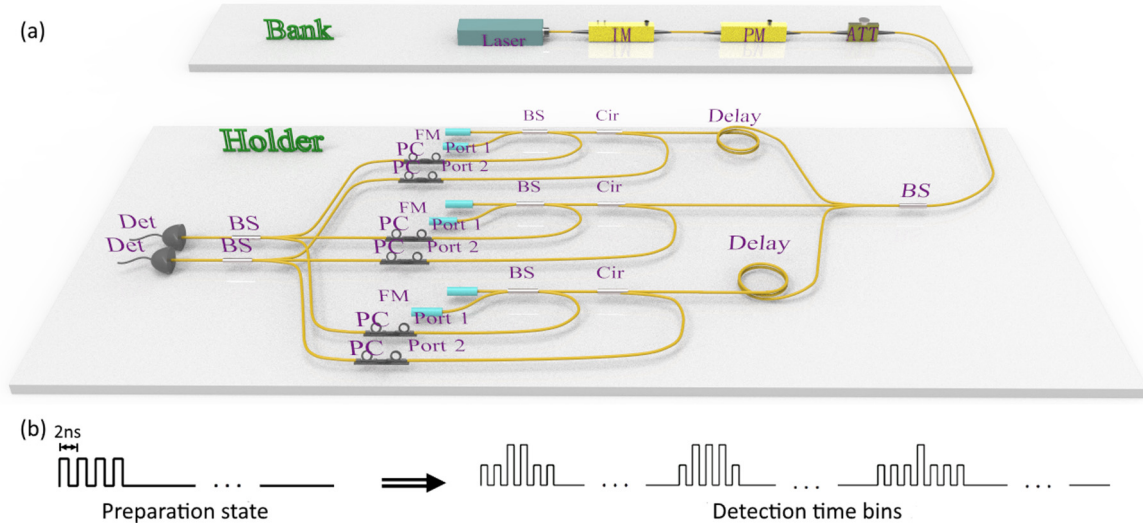 (a)
Bank
Laser
IM
PM
ATT
Holder
BS
Cir
Delay
FM
PC
Port 1
PC
Port 2
BS
Cir
BS
FM
PC
Port 1
PC
Port 2
Det
BS
Det
BS
Delay
BS
Cir
FM
PC
Port 1
PC
Port 2
(b)
2ns
...
...
...
...
Preparation state
Detection time bins